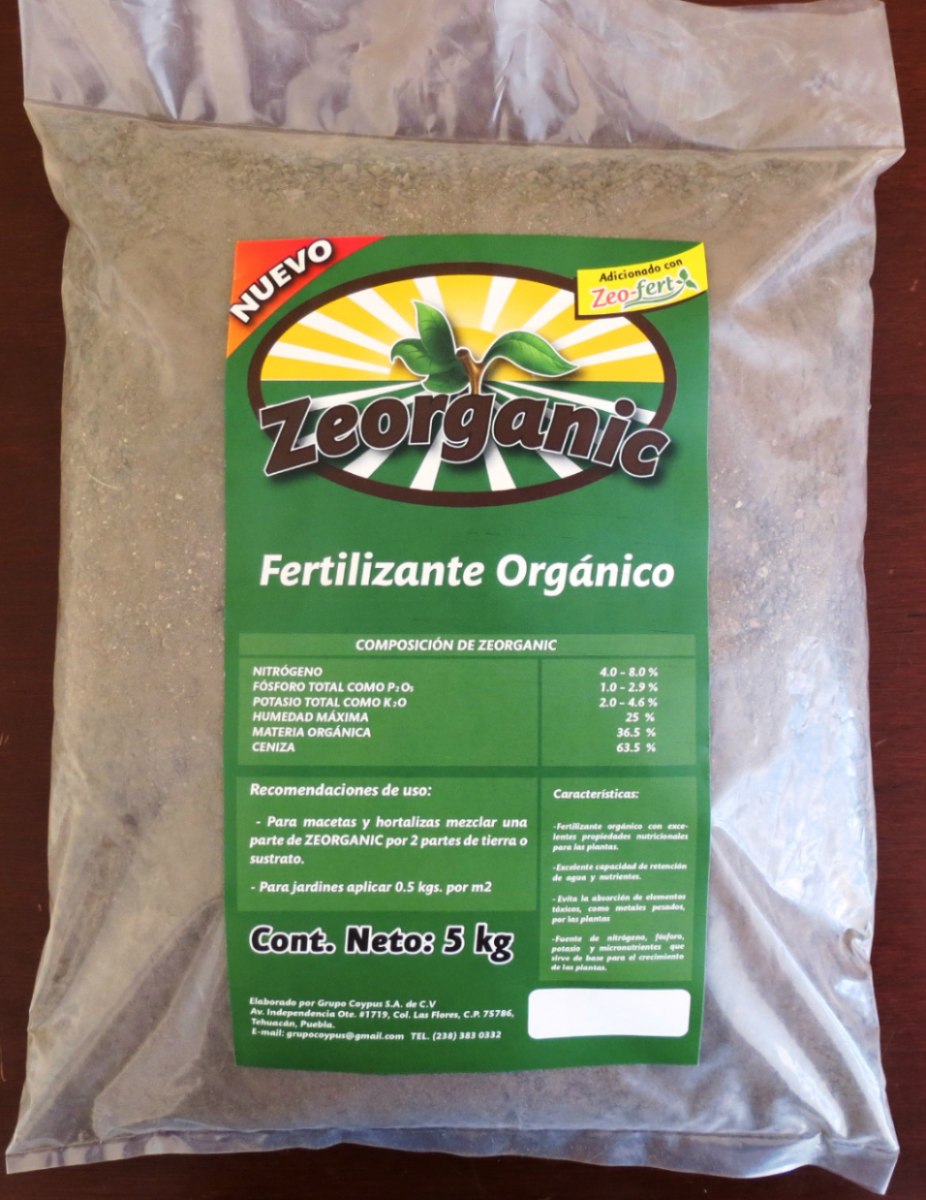 NUEVO
Adicionado con
Zeo-fert
Zeorganic
Fertilizante Orgánico
COMPOSICIÓN DE ZEORGANIC
NITRÓGENO 4.0 – 8.0 %
FÓSFORO TOTAL COMO P₂O₅ 1.0 – 2.9 %
POTASIO TOTAL COMO K₂O 2.0 – 4.6 %
HUMEDAD MÁXIMA 25 %
MATERIA ORGÁNICA 36.5 %
CENIZA 63.5 %
Recomendaciones de uso:
- Para macetas y hortalizas mezclar una
parte de ZEORGANIC por 2 partes de tierra o
sustrato.
- Para jardines aplicar 0.5 kgs. por m2
Características:
-Fertilizante orgánico con exce-
lentes propiedades nutricionales
para las plantas.
-Excelente capacidad de retención
de agua y nutrientes.
- Evita la absorción de elementos
tóxicos, como metales pesados,
por las plantas
-Fuente de nitrógeno, fósforo,
potasio y micronutrientes que
sirve de base para el crecimiento
de las plantas.
Cont. Neto: 5 kg
Elaborado por Grupo Coypus S.A. de C.V
Av. Independencia Ote. #1719, Col. Las Flores, C.P. 75786,
Tehuacán, Puebla.
E-mail: grupocoypus@gmail.com TEL. (238) 383 0332